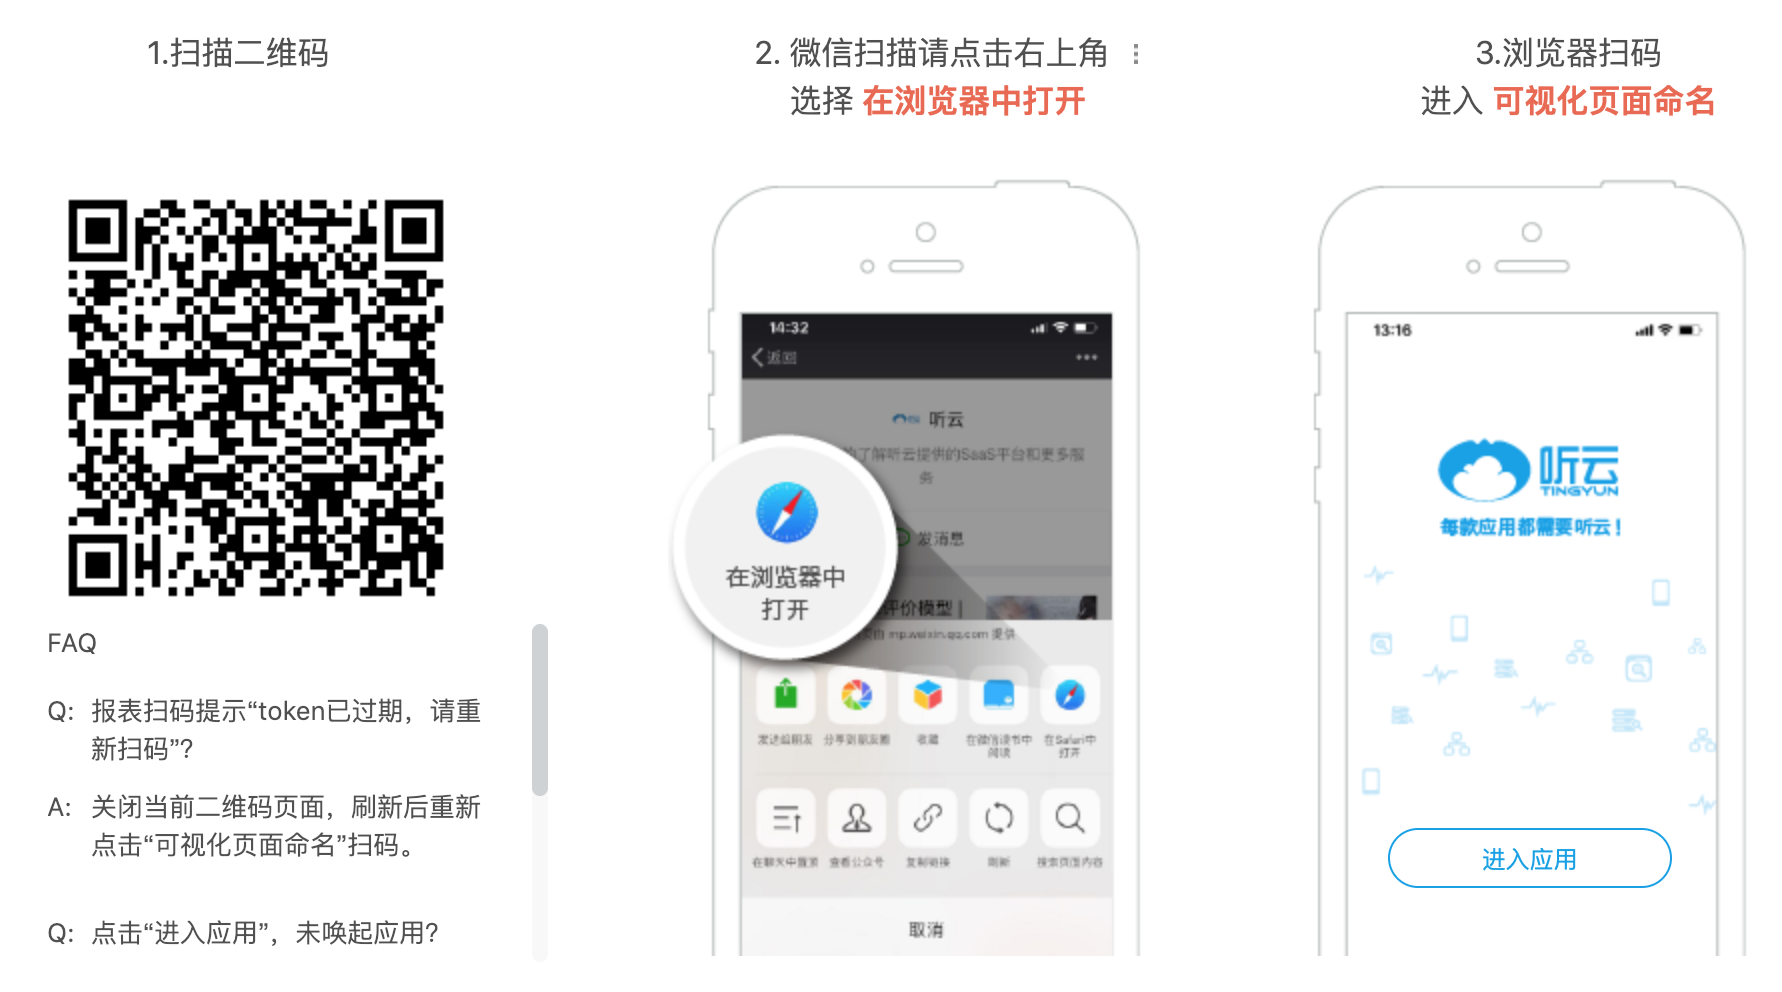 1.扫描二维码
2. 微信扫描请点击右上角
选择 在浏览器中打开
3.浏览器扫码
进入 可视化页面命名
FAQ
Q: 报表扫码提示“token已过期，请重
新扫码”?
A: 关闭当前二维码页面，刷新后重新
点击“可视化页面命名”扫码。
Q: 点击“进入应用”，未唤起应用?
14:32
返回
听云
了解听云提供的SaaS平台和更多服
务
发消息
在浏览器中
打开
评价模型 |
由 mp.weixin.qq.com 提供
发送给朋友
分享到朋友圈
收藏
在微信读书中
阅读
在Safari中
打开
在聊天中置顶
查看公众号
复制链接
刷新
搜索页面内容
取消
13:16
听云
TINGYUN
每款应用都需要听云！
进入应用